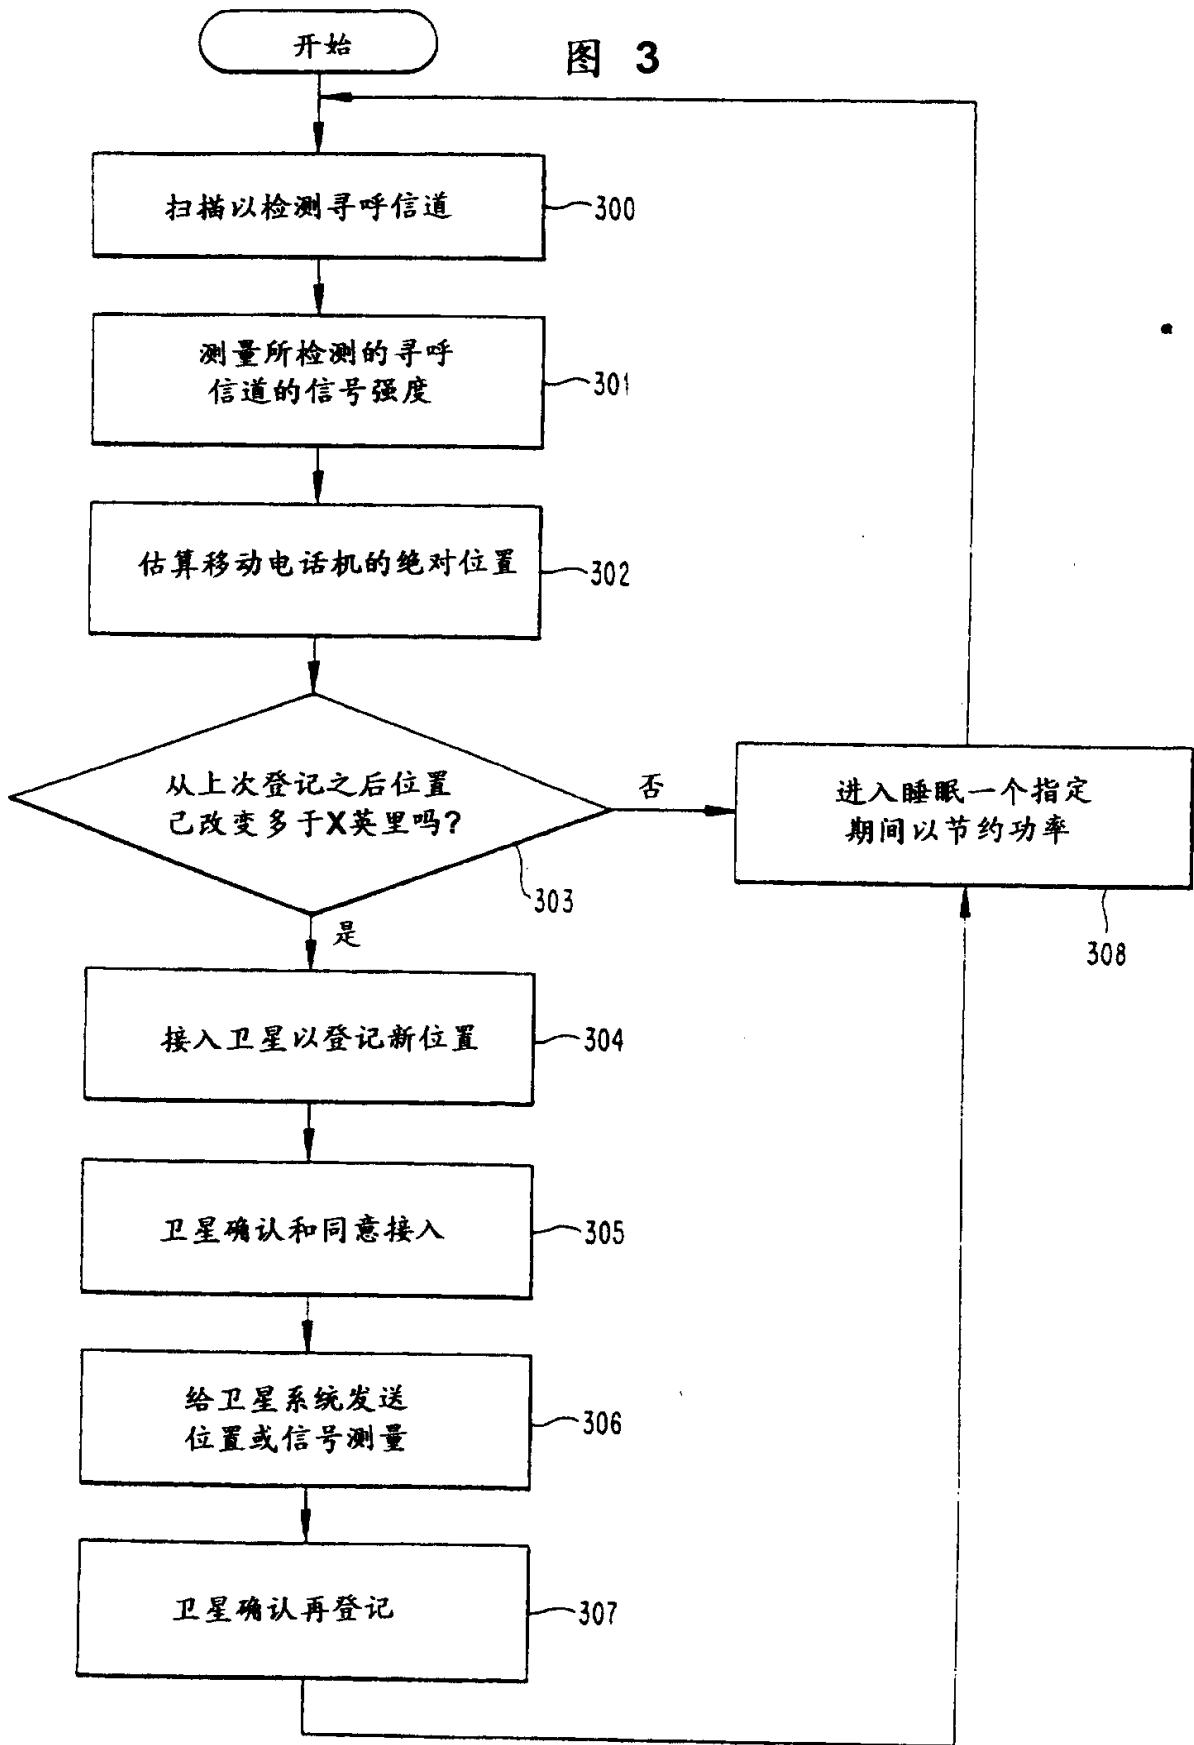 开始
图 3
扫描以检测寻呼信道
300
测量所检测的寻呼
信道的信号强度
301
估算移动电话机的绝对位置
302
从上次登记之后位置
已改变多于X英里吗?
303
否
进入睡眠一个指定
期间以节约功率
308
是
接入卫星以登记新位置
304
卫星确认和同意接入
305
给卫星系统发送
位置或信号测量
306
卫星确认再登记
307